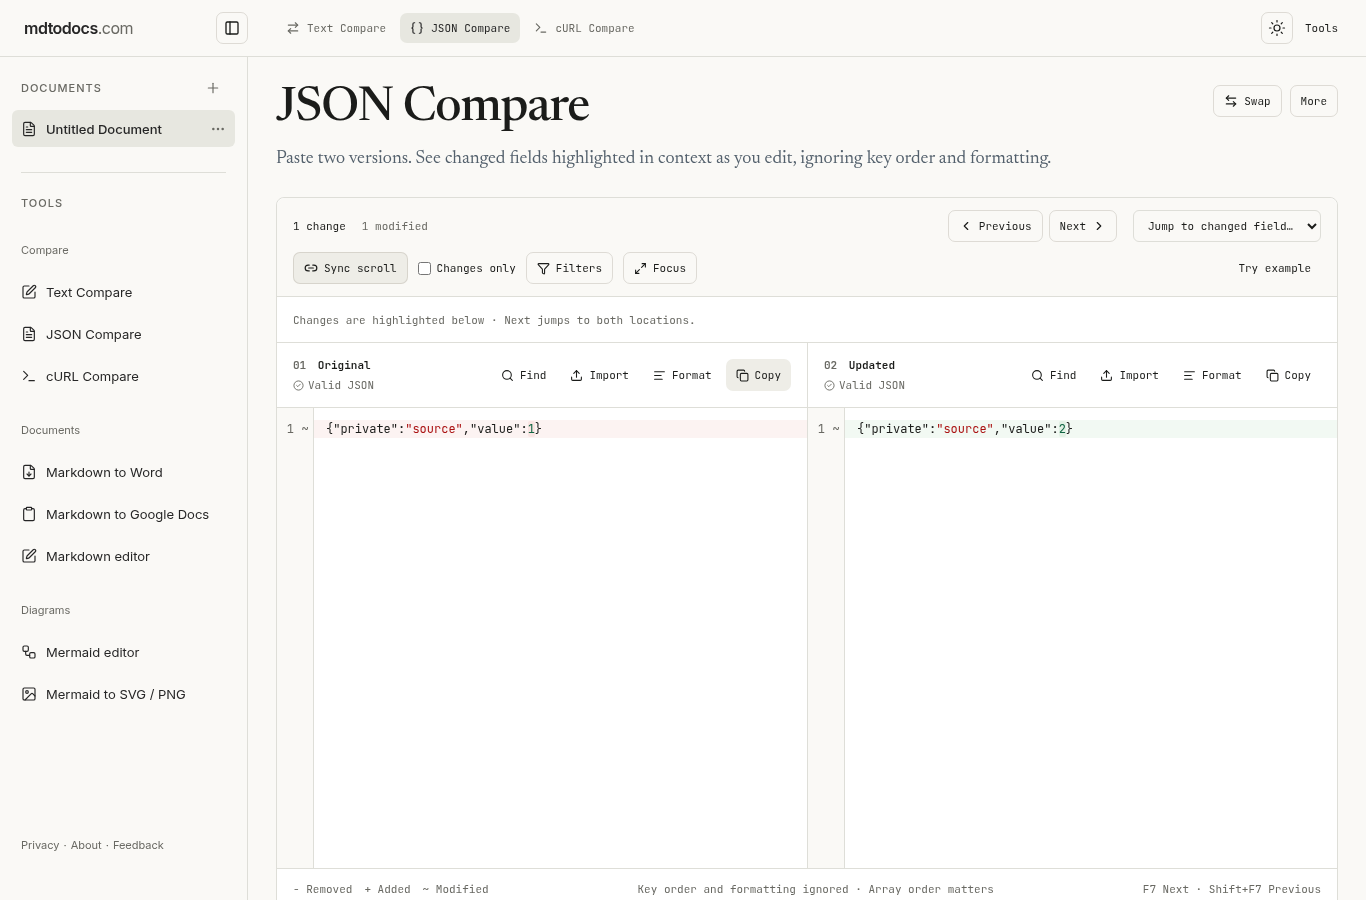 mdtodocs.com
Text Compare
{} JSON Compare
cURL Compare
Tools
DOCUMENTS
Untitled Document
TOOLS
Compare
Text Compare
JSON Compare
cURL Compare
Documents
Markdown to Word
Markdown to Google Docs
Markdown editor
Diagrams
Mermaid editor
Mermaid to SVG / PNG
Privacy · About · Feedback
JSON Compare
Swap
More
Paste two versions. See changed fields highlighted in context as you edit, ignoring key order and formatting.
1 change 1 modified
Previous
Next
Jump to changed field…
Sync scroll
Changes only
Filters
Focus
Try example
Changes are highlighted below · Next jumps to both locations.
01 Original
Valid JSON
Find
Import
Format
Copy
1 ~ {"private":"source","value":1}
02 Updated
Valid JSON
Find
Import
Format
Copy
1 ~ {"private":"source","value":2}
- Removed + Added ~ Modified
Key order and formatting ignored · Array order matters
F7 Next · Shift+F7 Previous